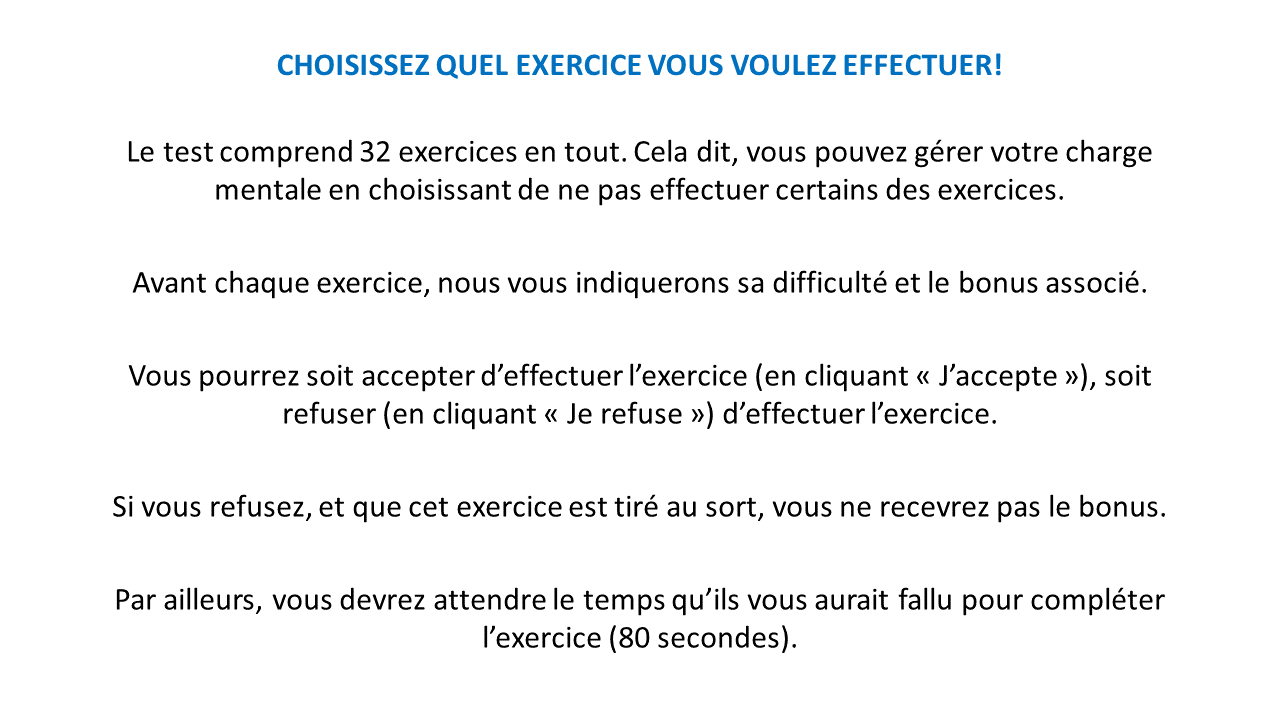 CHOISISSEZ QUEL EXERCICE VOUS VOULEZ EFFECTUER!
Le test comprend 32 exercices en tout. Cela dit, vous pouvez gérer votre charge
mentale en choisissant de ne pas effectuer certains des exercices.
Avant chaque exercice, nous vous indiquerons sa difficulté et le bonus associé.
Vous pourrez soit accepter d’effectuer l’exercice (en cliquant « J’accepte »), soit
refuser (en cliquant « Je refuse ») d’effectuer l’exercice.
Si vous refusez, et que cet exercice est tiré au sort, vous ne recevrez pas le bonus.
Par ailleurs, vous devrez attendre le temps qu’ils vous aurait fallu pour compléter
l’exercice (80 secondes).